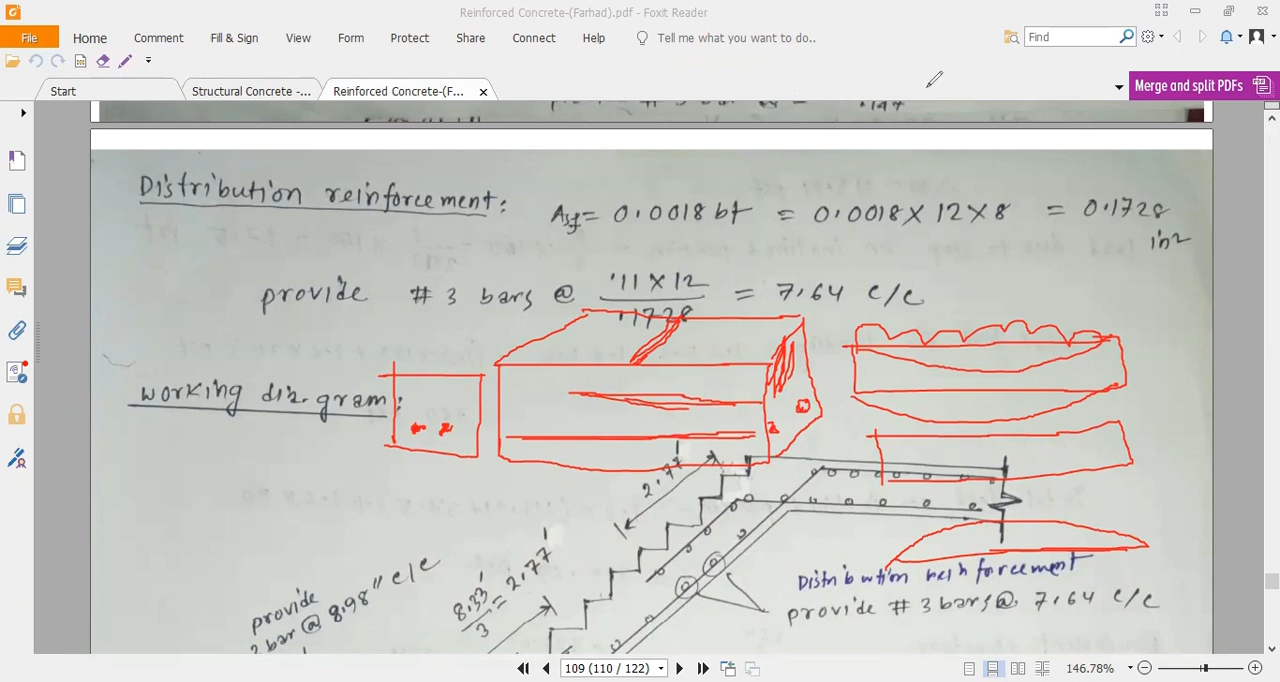 Reinforced Concrete-(Farhad).pdf - Foxit Reader
File Home Comment Fill & Sign View Form Protect Share Connect Help Tell me what you want to do.. Find
Start Structural Concrete -... Reinforced Concrete-(F... Merge and split PDFs
Distribution reinforcement: Asf= 0.0018 bt = 0.0018 x 12 x 8 = 0.1728
in2
provide # 3 bars @ .11 x 12 / .1728 = 7.64 c/c
working diagram:
2.77'
8.33'/3 = 2.77'
provide
3 bar @ 8.98" c/c
Distribution reinforcement
provide # 3 bars @ 7.64 c/c
109 (110 / 122) 146.78%